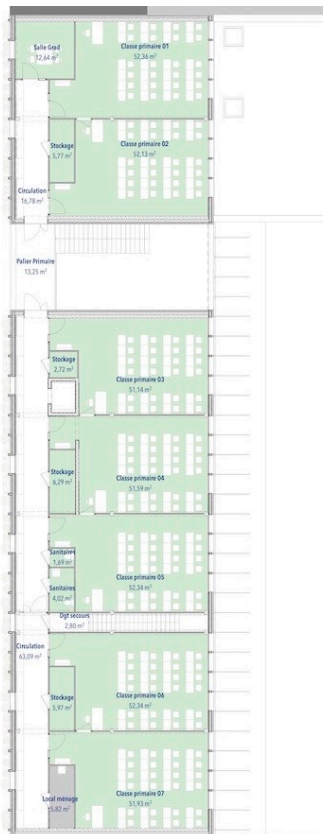 Salle Grad
12,64 m²
Classe primaire 01
52,36 m²
Stockage
5,77 m²
Classe primaire 02
52,13 m²
Circulation
16,78 m²
Palier Primaire
13,25 m²
Stockage
2,72 m²
Classe primaire 03
51,14 m²
Stockage
6,29 m²
Classe primaire 04
51,59 m²
Sanitaires
1,69 m²
Classe primaire 05
52,34 m²
Sanitaires
4,02 m²
Dgt secours
2,80 m²
Circulation
63,09 m²
Stockage
5,97 m²
Classe primaire 06
52,34 m²
Local ménage
5,82 m²
Classe primaire 07
51,93 m²